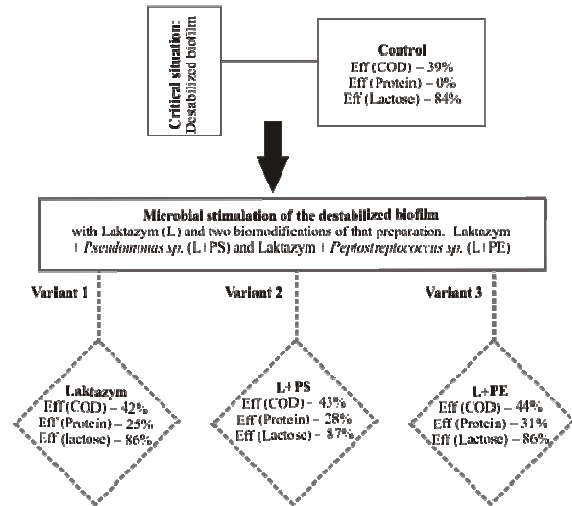 Critical situation:
Destabilized biofilm
Control
Eff (COD) – 39%
Eff (Protein) – 0%
Eff (Lactose) – 84%
Microbial stimalation of the destabilized biofilm
with Laktazym (L) and two biomodifications of that preparation. Laktazym
+ Pseudomonas sp. (L+PS) and Laktazym + Peptostreptococcus sp. (L+PE)
Variant 1
Variant 2
Variant 3
Laktazym
Eff (COD) – 42%
Eff (Protein) – 25%
Eff (lactose) – 86%
L+PS
Eff (COD) – 43%
Eff (Protein) – 28%
Eff (Lactose) – 87%
L+PE
Eff (COD) – 44%
Eff (Protein) – 31%
Eff (Lactose) – 86%